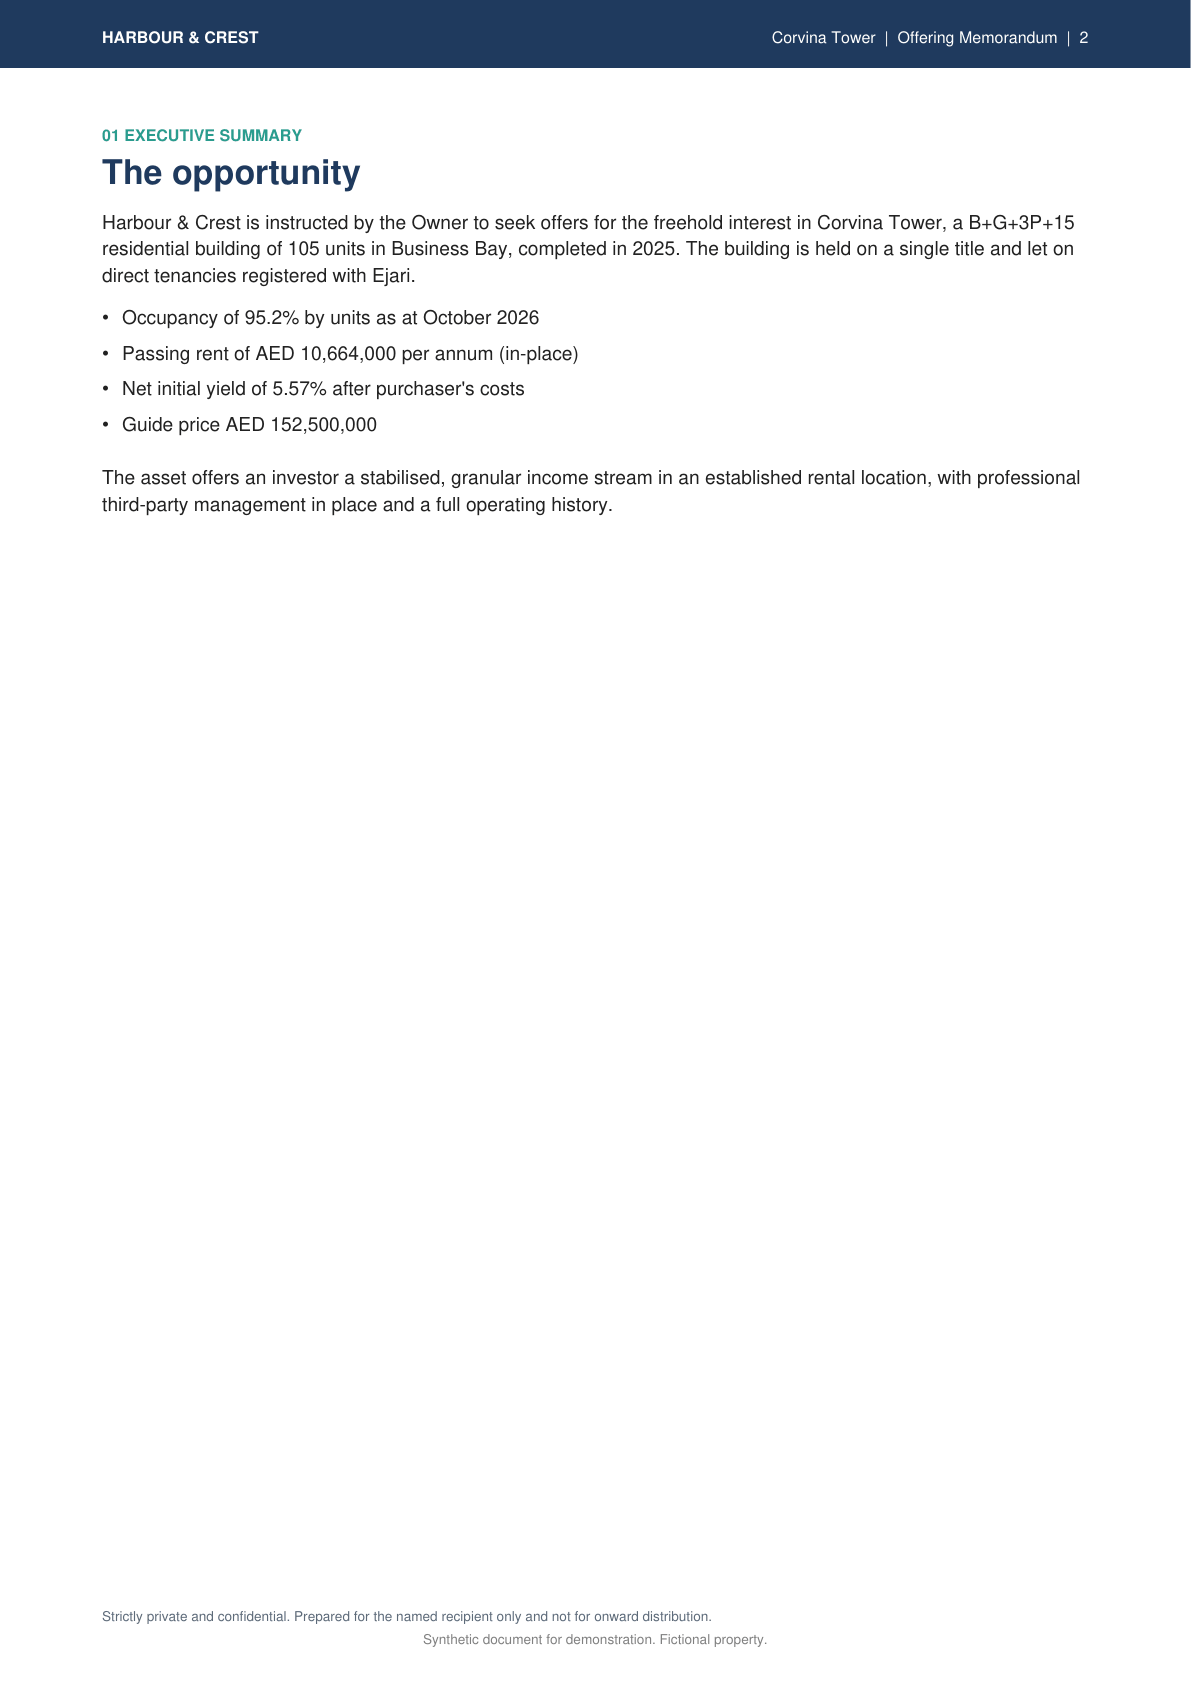 HARBOUR & CREST
Corvina Tower | Offering Memorandum | 2
01 EXECUTIVE SUMMARY
The opportunity
Harbour & Crest is instructed by the Owner to seek offers for the freehold interest in Corvina Tower, a B+G+3P+15
residential building of 105 units in Business Bay, completed in 2025. The building is held on a single title and let on
direct tenancies registered with Ejari.
• Occupancy of 95.2% by units as at October 2026
• Passing rent of AED 10,664,000 per annum (in-place)
• Net initial yield of 5.57% after purchaser's costs
• Guide price AED 152,500,000
The asset offers an investor a stabilised, granular income stream in an established rental location, with professional
third-party management in place and a full operating history.
Strictly private and confidential. Prepared for the named recipient only and not for onward distribution.
Synthetic document for demonstration. Fictional property.